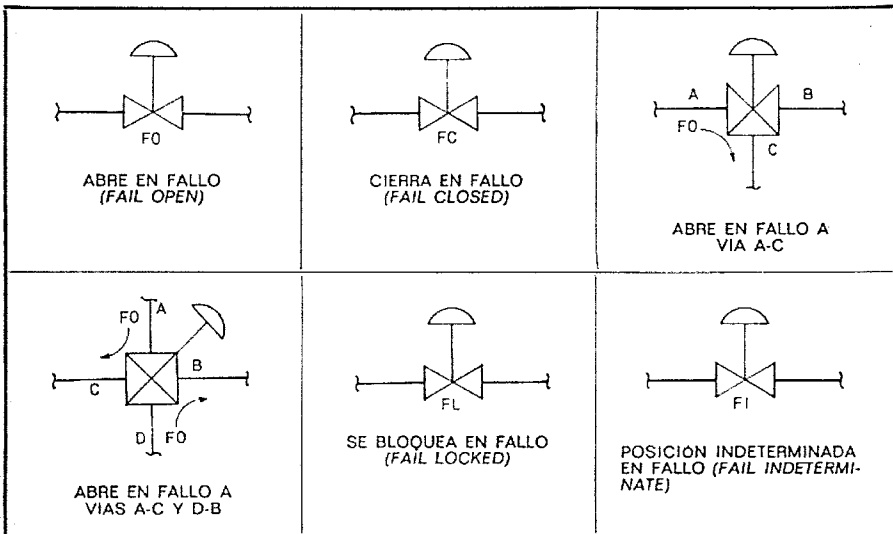 FO
ABRE EN FALLO
(FAIL OPEN)
FC
CIERRA EN FALLO
(FAIL CLOSED)
A
B
FO
C
ABRE EN FALLO A
VIA A-C
A
FO
B
C
D
FO
ABRE EN FALLO A
VIAS A-C Y D-B
FL
SE BLOQUEA EN FALLO
(FAIL LOCKED)
FI
POSICIÓN INDETERMINADA
EN FALLO (FAIL INDETERMI-
NATE)